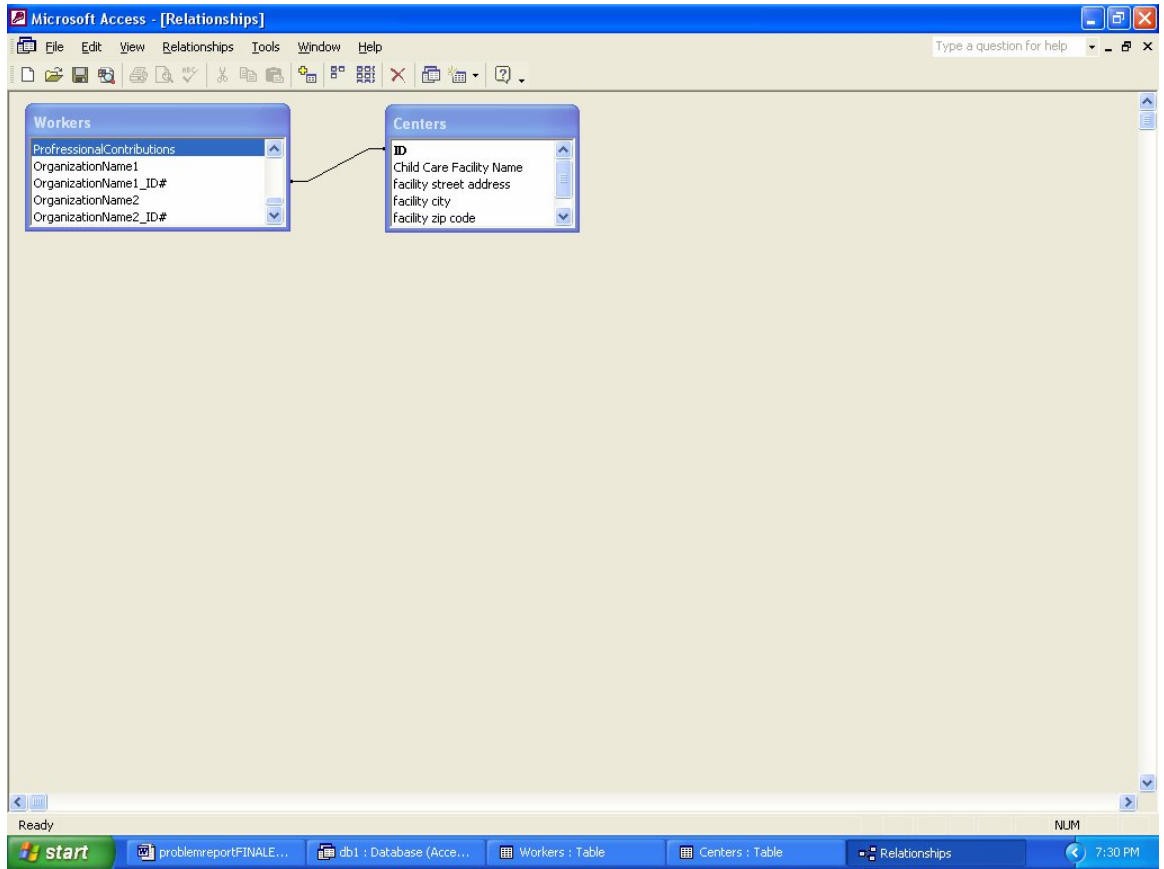 Microsoft Access - [Relationships]
File Edit View Relationships Tools Window Help
Type a question for help
Workers
ProfressionalContributions
OrganizationName1
OrganizationName1_ID#
OrganizationName2
OrganizationName2_ID#
Centers
ID
Child Care Facility Name
facility street address
facility city
facility zip code
Ready
NUM
start
problemreportFINALE...
db1 : Database (Acce...
Workers : Table
Centers : Table
Relationships
7:30 PM